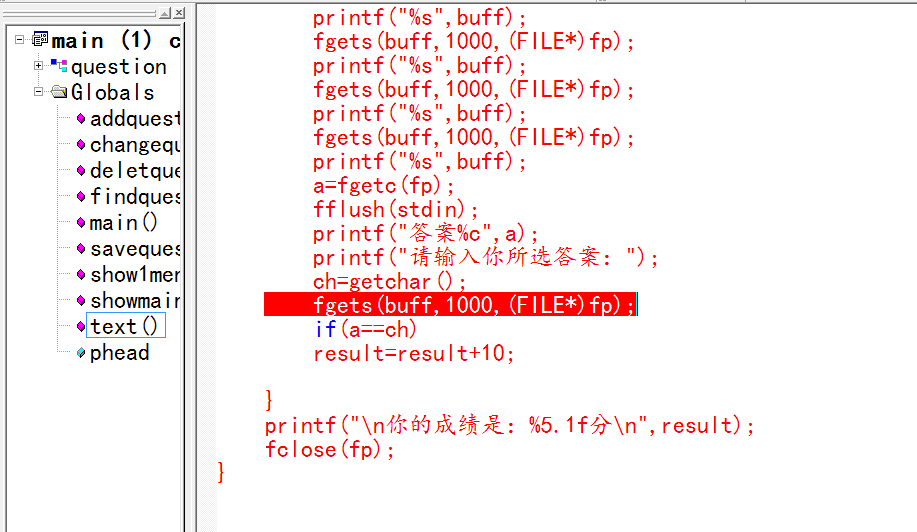 main (1) c
question
Globals
addquest
changequ
deletque
findques
main()
saveques
show1mer
showmain
text()
phead
printf("%s",buff);
fgets(buff,1000,(FILE*)fp);
printf("%s",buff);
fgets(buff,1000,(FILE*)fp);
printf("%s",buff);
fgets(buff,1000,(FILE*)fp);
printf("%s",buff);
a=fgetc(fp);
fflush(stdin);
printf("答案%c",a);
printf("请输入你所选答案：");
ch=getchar();
fgets(buff,1000,(FILE*)fp);
if(a==ch)
result=result+10;
}
printf("\n你的成绩是：%5.1f分\n",result);
fclose(fp);
}